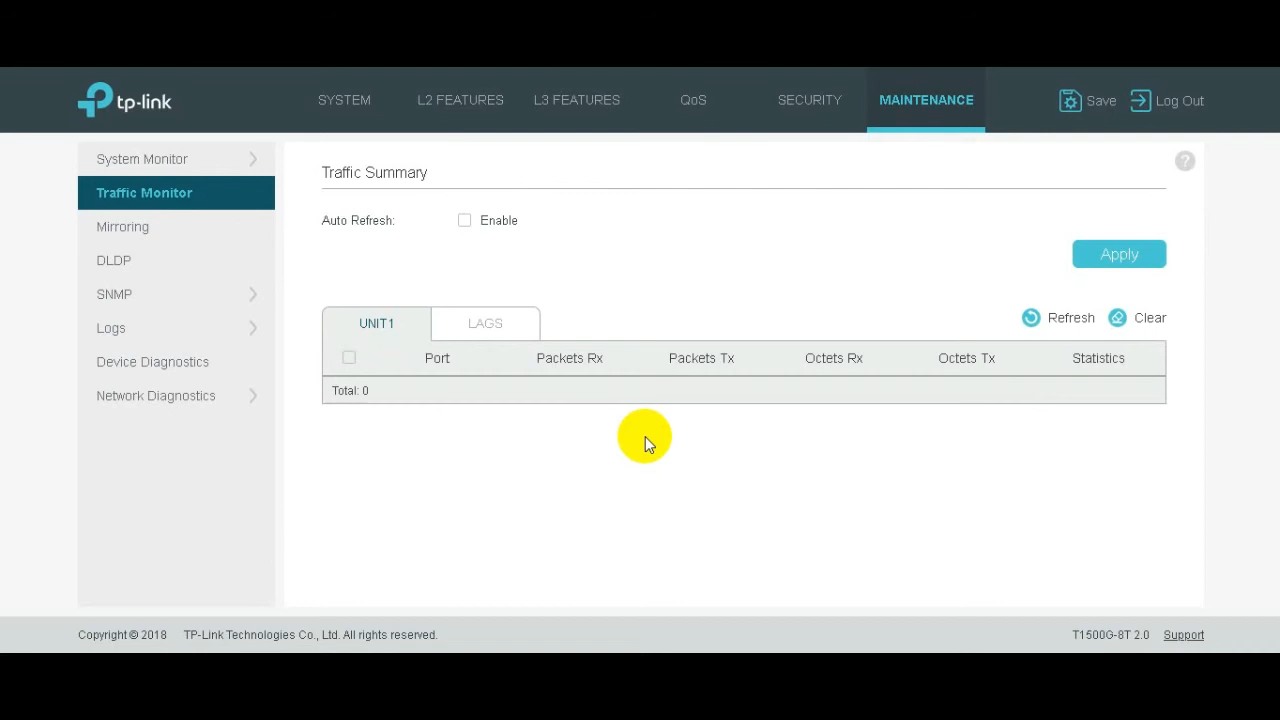 tp-link
SYSTEM L2 FEATURES L3 FEATURES QoS SECURITY MAINTENANCE Save Log Out
System Monitor
Traffic Monitor
Mirroring
DLDP
SNMP
Logs
Device Diagnostics
Network Diagnostics
Traffic Summary ?
Auto Refresh: Enable
Apply
UNIT1 LAGS Refresh Clear
Port Packets Rx Packets Tx Octets Rx Octets Tx Statistics
Total: 0
Copyright © 2018 TP-Link Technologies Co., Ltd. All rights reserved. T1500G-8T 2.0 Support